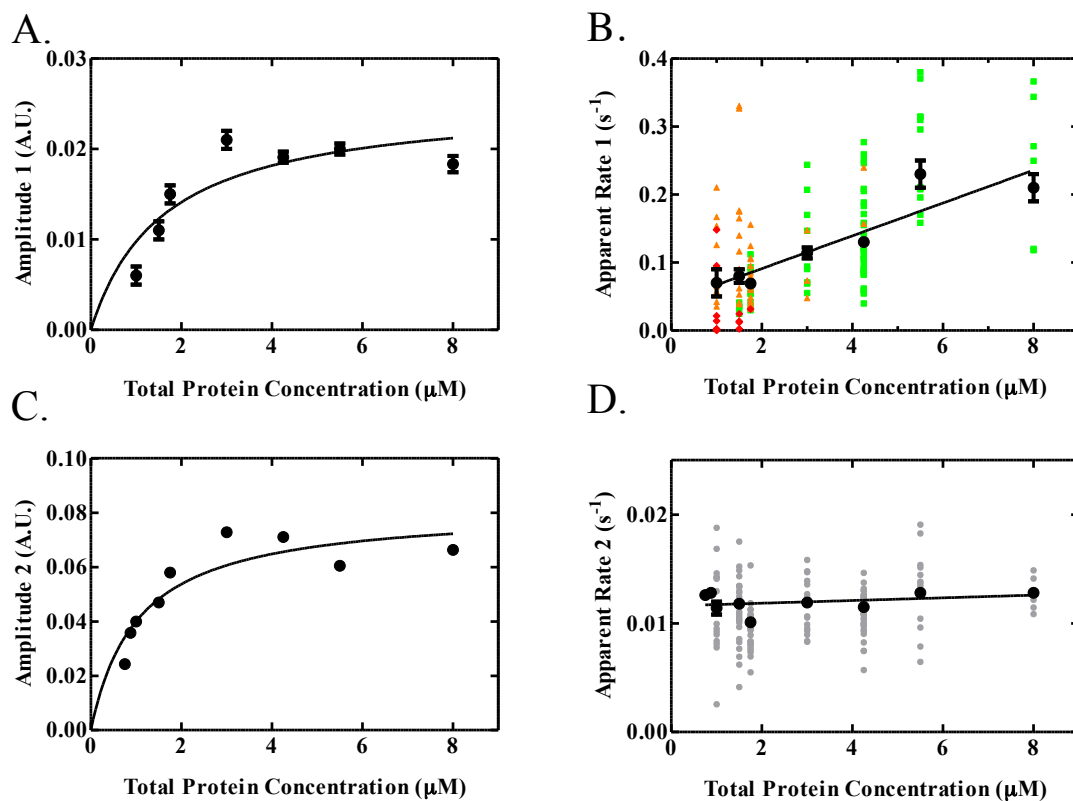 A.
0.03
0.02
0.01
0.00
0 2 4 6 8
Amplitude 1 (A.U.)
Total Protein Concentration (μM)
B.
0.4
0.3
0.2
0.1
0.0
0 2 4 6 8
Apparent Rate 1 (s⁻¹)
Total Protein Concentration (μM)
C.
0.10
0.08
0.06
0.04
0.02
0.00
0 2 4 6 8
Amplitude 2 (A.U.)
Total Protein Concentration (μM)
D.
0.02
0.01
0.00
0 2 4 6 8
Apparent Rate 2 (s⁻¹)
Total Protein Concentration (μM)